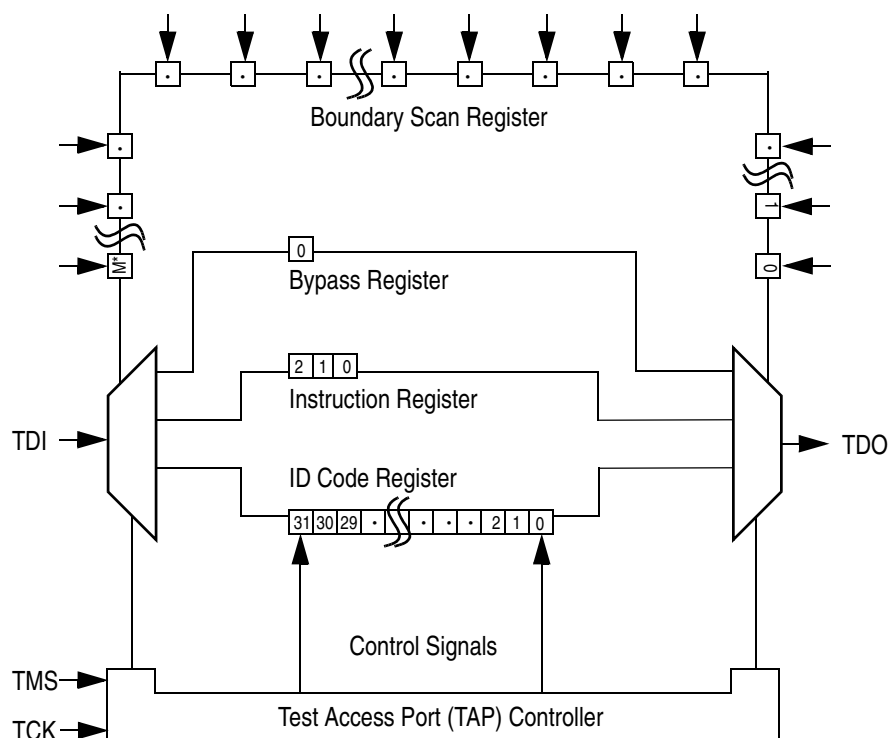 Boundary Scan Register
M*
1
0
0
Bypass Register
2 1 0
Instruction Register
TDI
TDO
ID Code Register
31 30 29 · · · · 2 1 0
Control Signals
TMS
TCK
Test Access Port (TAP) Controller